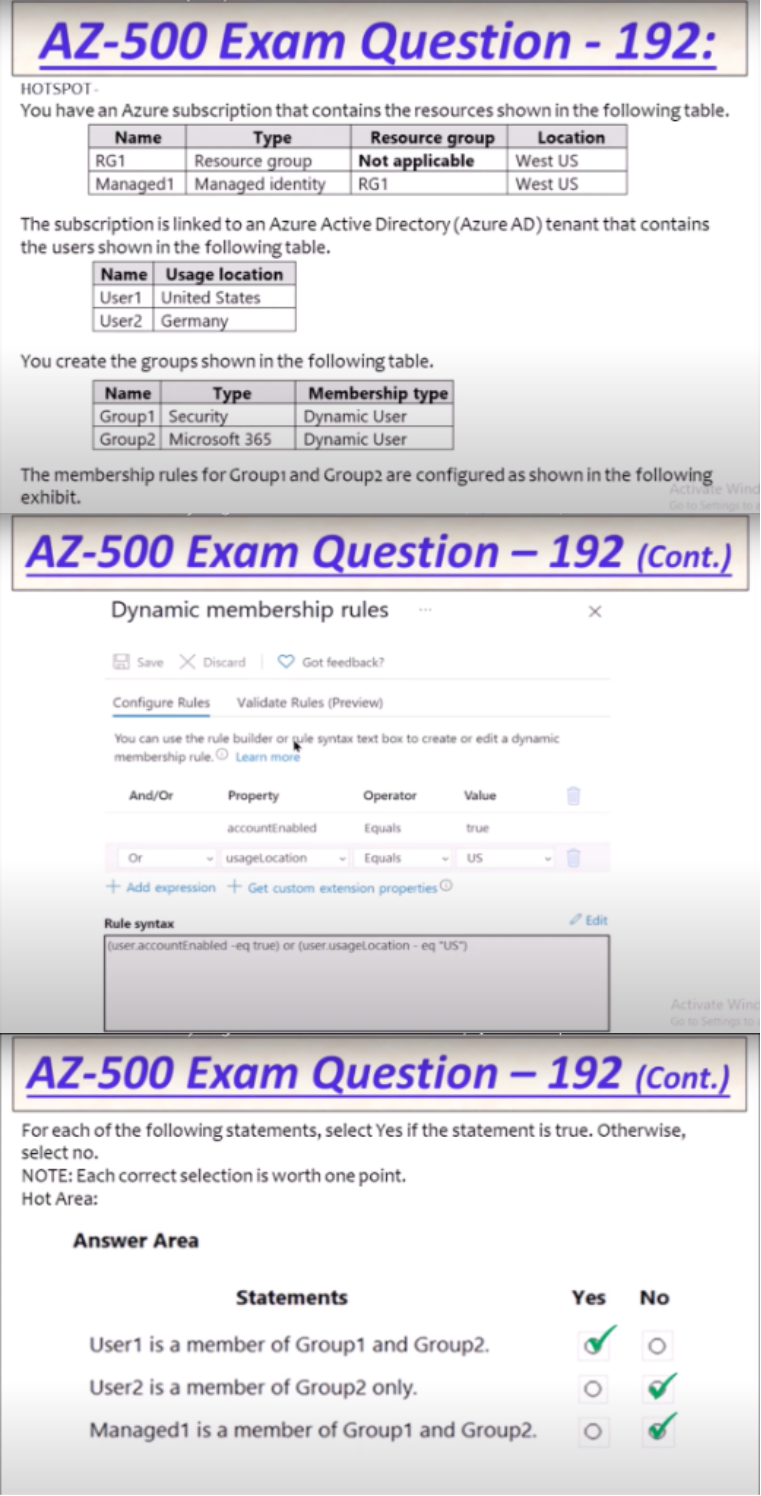 AZ-500 Exam Question - 192:
HOTSPOT-
You have an Azure subscription that contains the resources shown in the following table.
Name Type Resource group Location
RG1 Resource group Not applicable West US
Managed1 Managed identity RG1 West US
The subscription is linked to an Azure Active Directory (Azure AD) tenant that contains
the users shown in the following table.
Name Usage location
User1 United States
User2 Germany
You create the groups shown in the following table.
Name Type Membership type
Group1 Security Dynamic User
Group2 Microsoft 365 Dynamic User
The membership rules for Group1 and Group2 are configured as shown in the following
exhibit.
Activate Wind
Go to Settings to a
AZ-500 Exam Question – 192 (Cont.)
Dynamic membership rules ...
Save Discard Got feedback?
Configure Rules Validate Rules (Preview)
You can use the rule builder or rule syntax text box to create or edit a dynamic
membership rule. Learn more
And/Or Property Operator Value
accountEnabled Equals true
Or usageLocation Equals US
+ Add expression + Get custom extension properties
Rule syntax Edit
(user.accountEnabled -eq true) or (user.usageLocation - eq "US")
Activate Wind
Go to Settings to a
AZ-500 Exam Question – 192 (Cont.)
For each of the following statements, select Yes if the statement is true. Otherwise,
select no.
NOTE: Each correct selection is worth one point.
Hot Area:
Answer Area
Statements Yes No
User1 is a member of Group1 and Group2.
User2 is a member of Group2 only.
Managed1 is a member of Group1 and Group2.